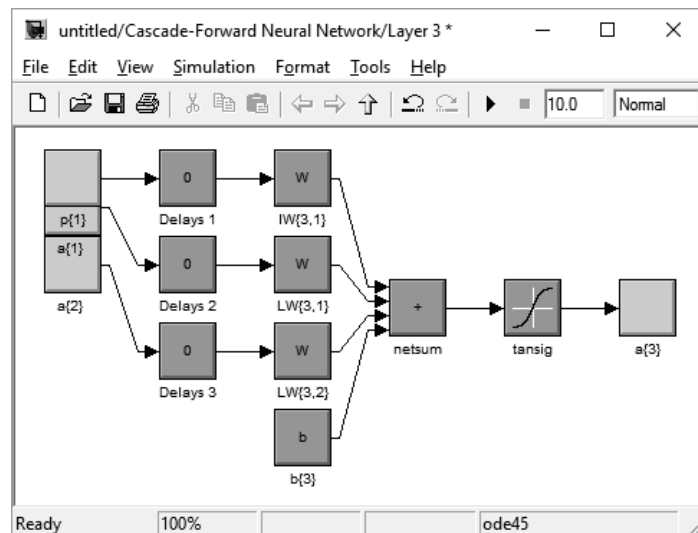 untitled/Cascade-Forward Neural Network/Layer 3 *
File Edit View Simulation Format Tools Help
10.0 Normal
0 W
p{1} Delays 1 IW{3,1}
a{1} 0 W
a{2} Delays 2 LW{3,1} + netsum tansig a{3}
0 W
Delays 3 LW{3,2}
b
b{3}
Ready 100% ode45